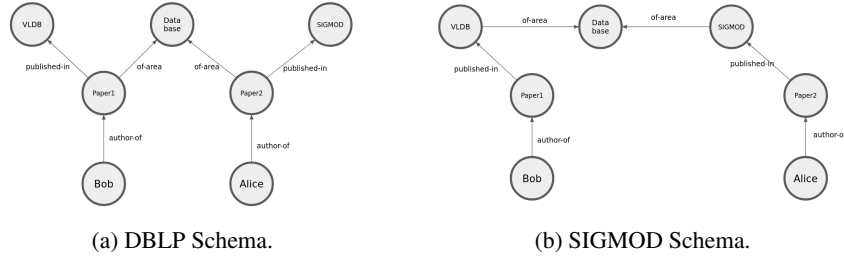 VLDB
Data
base
SIGMOD
published-in
of-area
of-area
published-in
Paper1
Paper2
author-of
author-of
Bob
Alice
(a) DBLP Schema.
VLDB
of-area
Data
base
of-area
SIGMOD
published-in
published-in
Paper1
Paper2
author-of
author-o
Bob
Alice
(b) SIGMOD Schema.